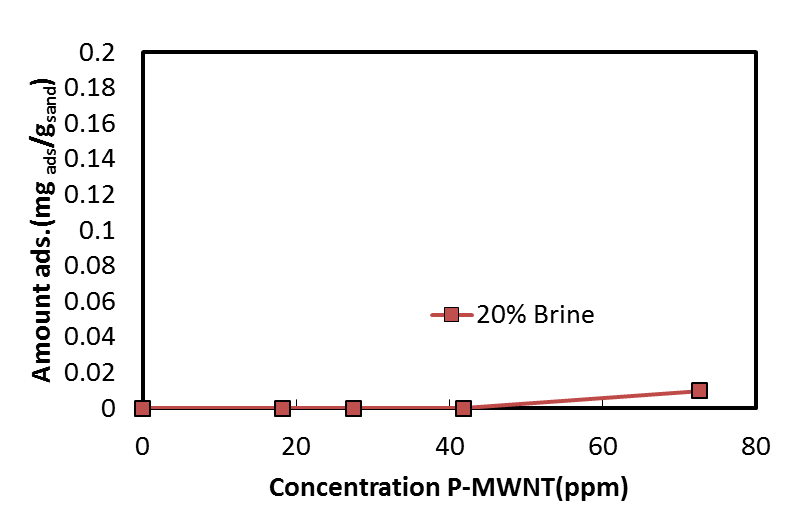 0.2
0.18
0.16
0.14
0.12
0.1
0.08
0.06
0.04
0.02
0
Amount ads.(mg ads/gsand)
20% Brine
0 20 40 60 80
Concentration P-MWNT(ppm)